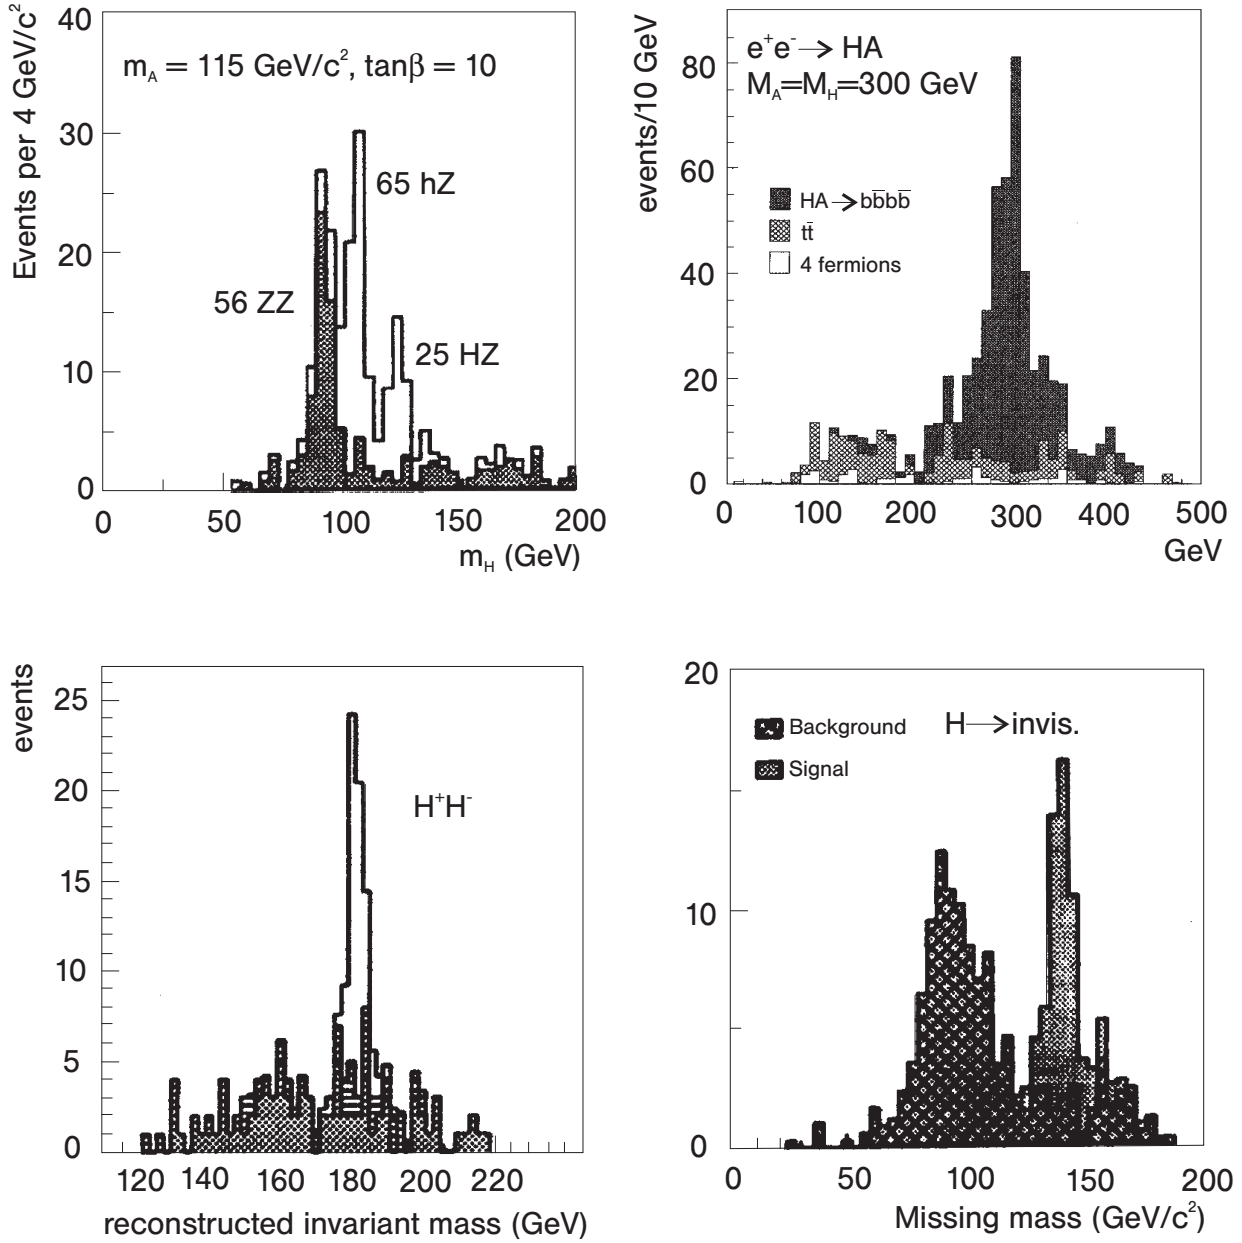 Events per 4 GeV/c²
40
30
20
10
0
m_A = 115 GeV/c², tanβ = 10
65 hZ
56 ZZ
25 HZ
0 50 100 150 200
m_H (GeV)
events/10 GeV
80
60
40
20
0
e⁺e⁻→ HA
M_A=M_H=300 GeV
HA→bb̄bb̄
tt̄
4 fermions
0 100 200 300 400 500
GeV
events
25
20
15
10
5
0
H⁺H⁻
120 140 160 180 200 220
reconstructed invariant mass (GeV)
20
10
0
Background
Signal
H→invis.
0 50 100 150 200
Missing mass (GeV/c²)